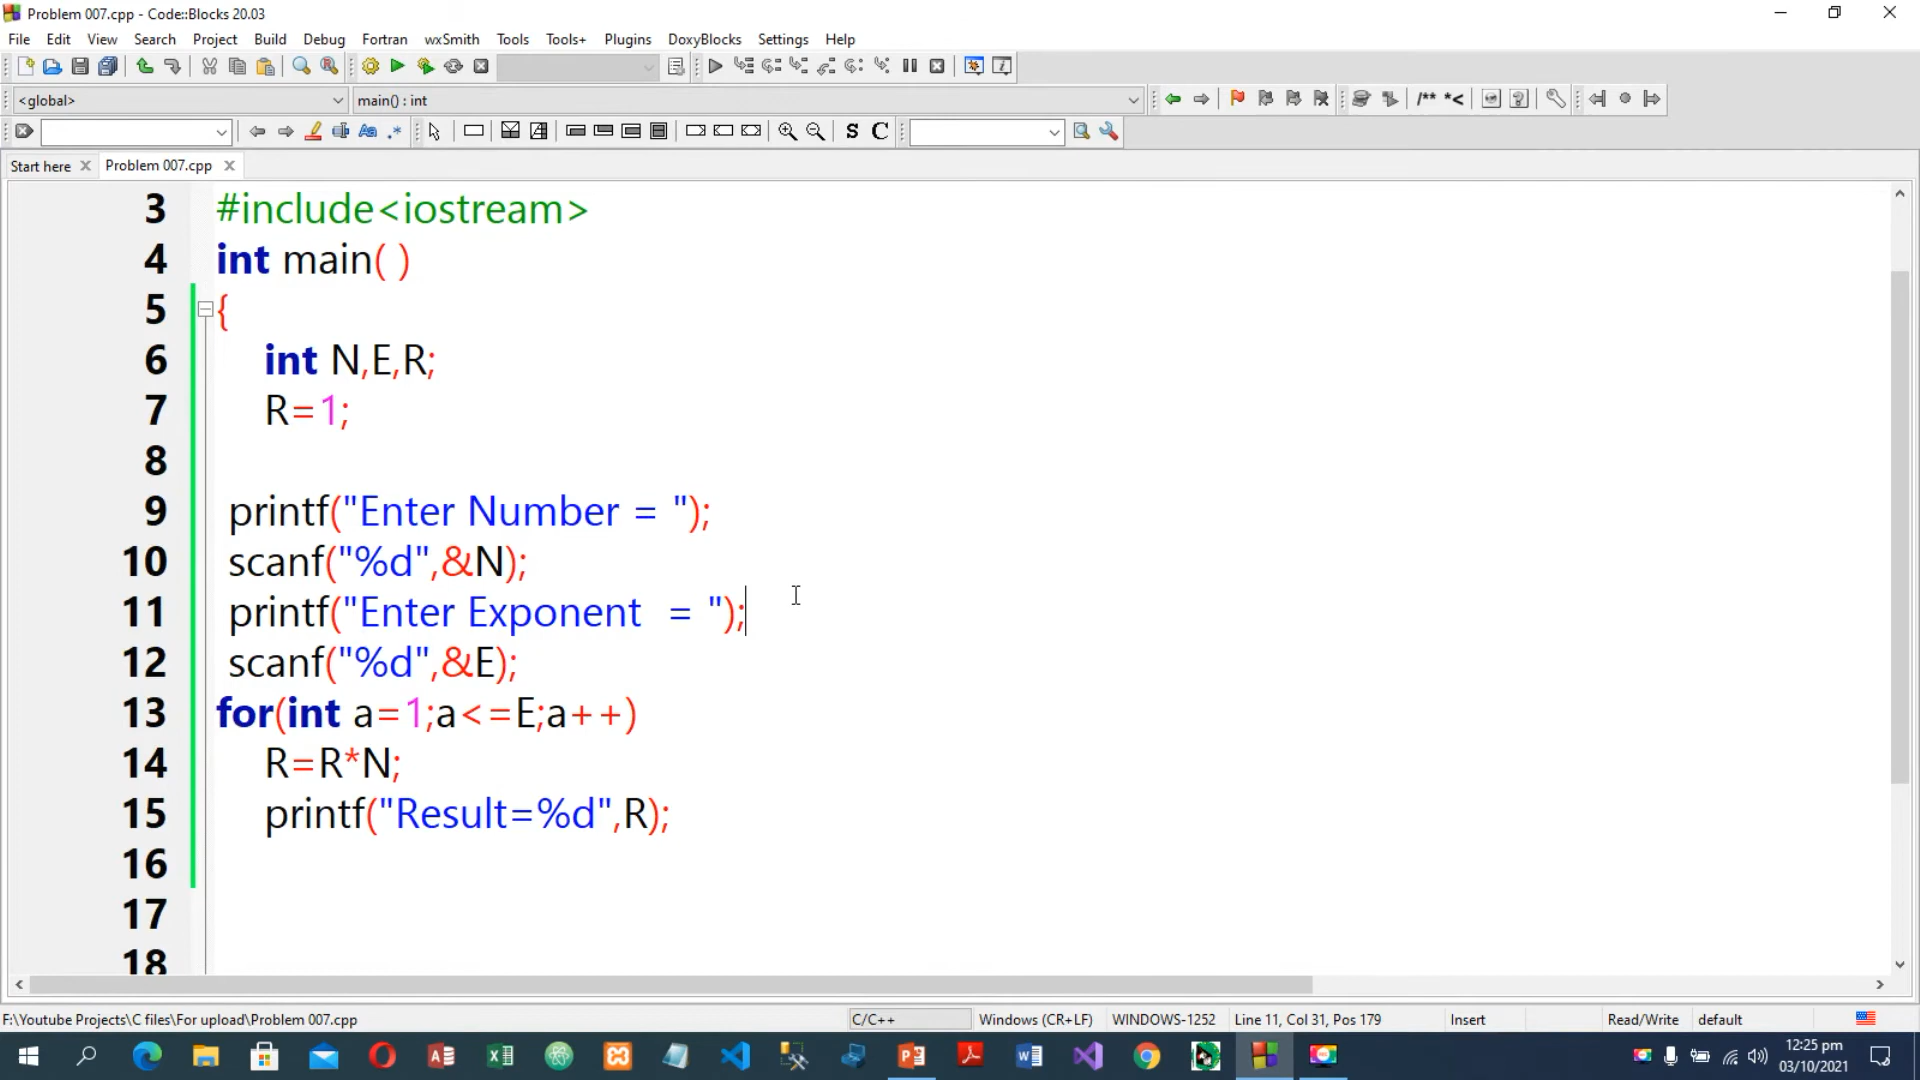 Problem 007.cpp - Code::Blocks 20.03
File Edit View Search Project Build Debug Fortran wxSmith Tools Tools+ Plugins DoxyBlocks Settings Help
<global> main() : int
/** *<
Aa .* S C
Start here Problem 007.cpp
3 #include<iostream>
4 int main( )
5 {
6 int N,E,R;
7 R=1;
8
9 printf("Enter Number = ");
10 scanf("%d",&N);
11 printf("Enter Exponent  = ");
12 scanf("%d",&E);
13 for(int a=1;a<=E;a++)
14 R=R*N;
15 printf("Result=%d",R);
16
17
18
F:\Youtube Projects\C files\For upload\Problem 007.cpp C/C++ Windows (CR+LF) WINDOWS-1252 Line 11, Col 31, Pos 179 Insert Read/Write default
12:25 pm
03/10/2021